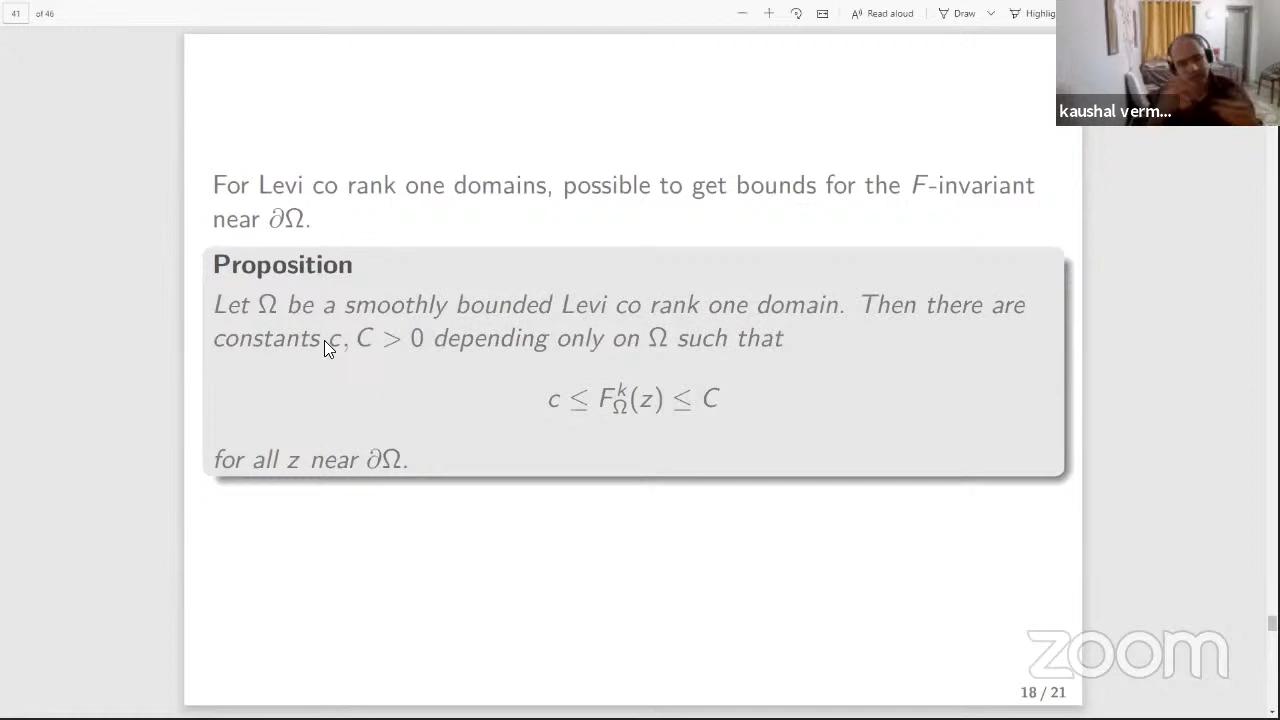 41 of 46
Read aloud
Draw
Highlig
kaushal verm...
For Levi co rank one domains, possible to get bounds for the F-invariant
near ∂Ω.
Proposition
Let Ω be a smoothly bounded Levi co rank one domain. Then there are
constants c, C > 0 depending only on Ω such that
c ≤ F_Ω^k(z) ≤ C
for all z near ∂Ω.
zoom
18 / 21